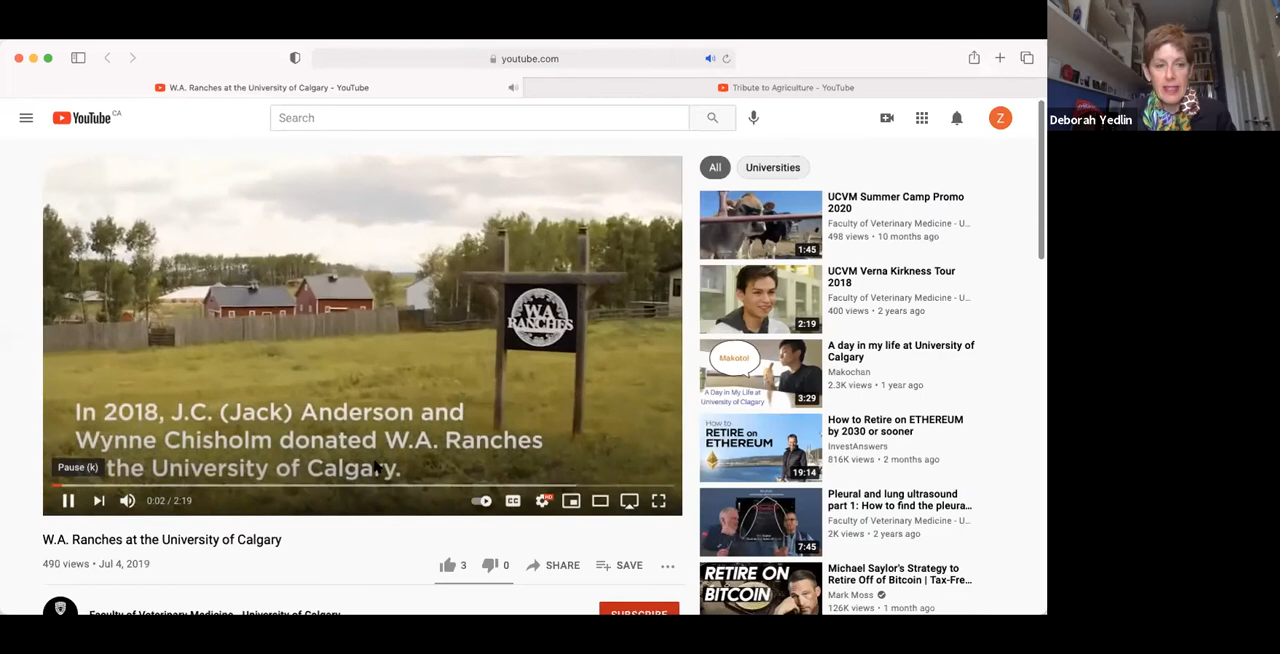 youtube.com
W.A. Ranches at the University of Calgary - YouTube
Tribute to Agriculture - YouTube
YouTube CA
Search
Z
Deborah Yedlin
W.A.
RANCHES
In 2018, J.C. (Jack) Anderson and
Wynne Chisholm donated W.A. Ranches
the University of Calgary.
Pause (k)
0:02 / 2:19
CC
HD
W.A. Ranches at the University of Calgary
490 views • Jul 4, 2019
3
0
SHARE
SAVE
Faculty of Veterinary Medicine - University of Calgary
SUBSCRIBE
All
Universities
1:45
UCVM Summer Camp Promo
2020
Faculty of Veterinary Medicine - U...
498 views • 10 months ago
2:19
UCVM Verna Kirkness Tour
2018
Faculty of Veterinary Medicine - U...
400 views • 2 years ago
Makoto!
A Day in My Life at
University of Clagary
3:29
A day in my life at University of
Calgary
Makochan
2.3K views • 1 year ago
How to
RETIRE on
ETHEREUM
19:14
How to Retire on ETHEREUM
by 2030 or sooner
InvestAnswers
816K views • 2 months ago
7:45
Pleural and lung ultrasound
part 1: How to find the pleura...
Faculty of Veterinary Medicine - U...
2K views • 2 years ago
RETIRE ON
BITCOIN
Michael Saylor's Strategy to
Retire Off of Bitcoin | Tax-Fre...
Mark Moss
126K views • 1 month ago